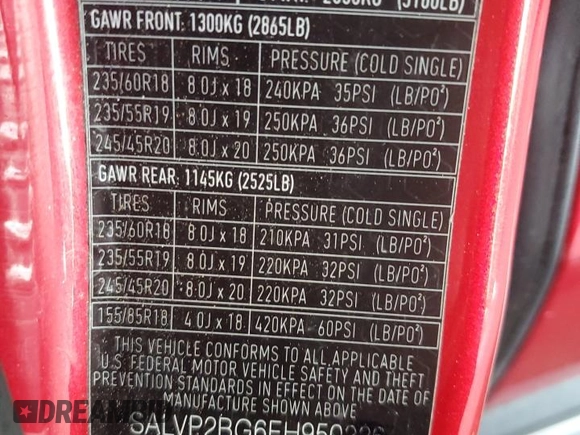 GAWR FRONT: 1300KG (2865LB)
TIRES RIMS PRESSURE (COLD SINGLE)
235/60R18 8.0J x 18 240KPA 35PSI (LB/PO²)
235/55R19 8.0J x 19 250KPA 36PSI (LB/PO²)
245/45R20 8.0J x 20 250KPA 36PSI (LB/PO²)
GAWR REAR: 1145KG (2525LB)
TIRES RIMS PRESSURE (COLD SINGLE)
235/60R18 8.0J x 18 210KPA 31PSI (LB/PO²)
235/55R19 8.0J x 19 220KPA 32PSI (LB/PO²)
245/45R20 8.0J x 20 220KPA 32PSI (LB/PO²)
155/85R18 4.0J x 18 420KPA 60PSI (LB/PO²)
THIS VEHICLE CONFORMS TO ALL APPLICABLE
U.S. FEDERAL MOTOR VEHICLE SAFETY AND THEFT
PREVENTION STANDARDS IN EFFECT ON THE DATE
OF MANUFACTURE SHOWN ABOVE